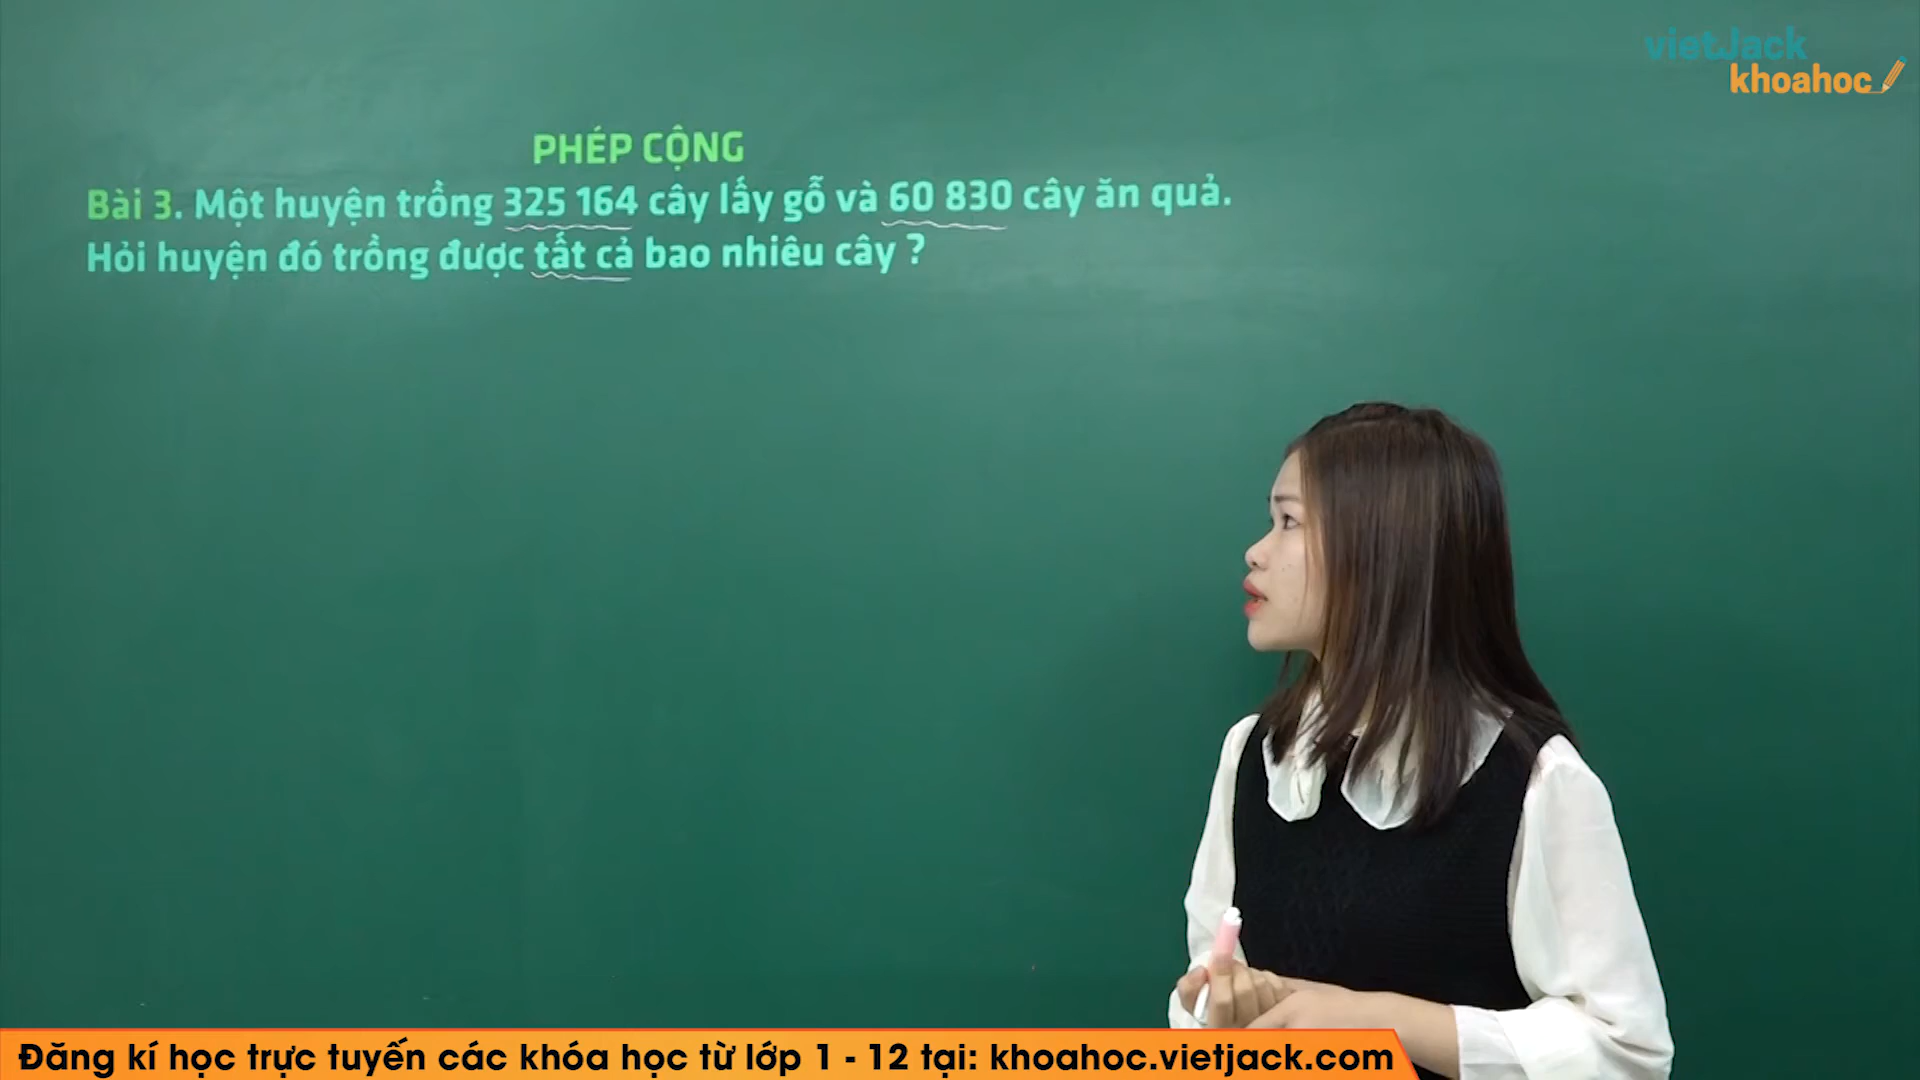 vietJack
khoahoc
PHÉP CỘNG
Bài 3. Một huyện trồng 325 164 cây lấy gỗ và 60 830 cây ăn quả.
Hỏi huyện đó trồng được tất cả bao nhiêu cây ?
Đăng kí học trực tuyến các khóa học từ lớp 1 - 12 tại: khoahoc.vietjack.com